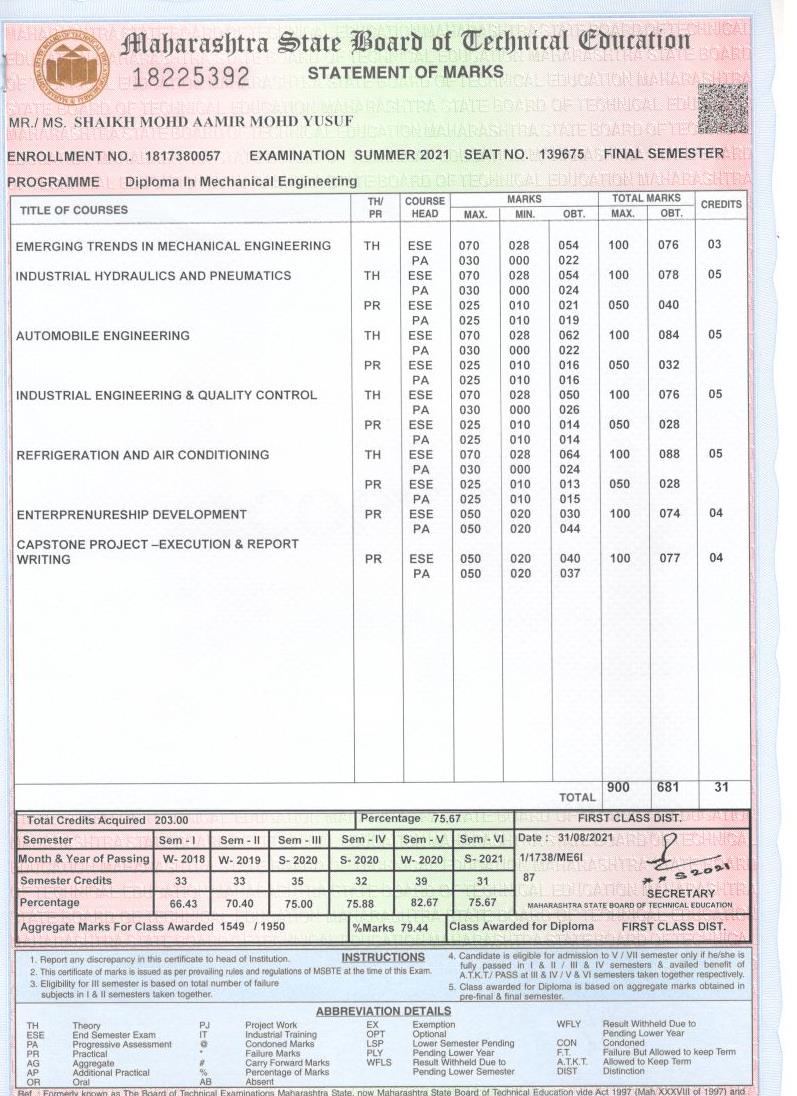 Maharashtra State Board of Technical Education
18225392
STATEMENT OF MARKS
MR./ MS. SHAIKH MOHD AAMIR MOHD YUSUF
ENROLLMENT NO. 1817380057 EXAMINATION SUMMER 2021 SEAT NO. 139675 FINAL SEMESTER
PROGRAMME Diploma In Mechanical Engineering
TITLE OF COURSES TH/ PR COURSE HEAD MARKS MAX. MIN. OBT. TOTAL MARKS MAX. OBT. CREDITS
EMERGING TRENDS IN MECHANICAL ENGINEERING TH ESE 070 028 054 100 076 03
PA 030 000 022
INDUSTRIAL HYDRAULICS AND PNEUMATICS TH ESE 070 028 054 100 078 05
PA 030 000 024
PR ESE 025 010 021 050 040
PA 025 010 019
AUTOMOBILE ENGINEERING TH ESE 070 028 062 100 084 05
PA 030 000 022
PR ESE 025 010 016 050 032
PA 025 010 016
INDUSTRIAL ENGINEERING & QUALITY CONTROL TH ESE 070 028 050 100 076 05
PA 030 000 026
PR ESE 025 010 014 050 028
PA 025 010 014
REFRIGERATION AND AIR CONDITIONING TH ESE 070 028 064 100 088 05
PA 030 000 024
PR ESE 025 010 013 050 028
PA 025 010 015
ENTERPRENURESHIP DEVELOPMENT PR ESE 050 020 030 100 074 04
PA 050 020 044
CAPSTONE PROJECT –EXECUTION & REPORT
WRITING PR ESE 050 020 040 100 077 04
PA 050 020 037
TOTAL 900 681 31
Total Credits Acquired 203.00 Percentage 75.67 FIRST CLASS DIST.
Semester Sem - I Sem - II Sem - III Sem - IV Sem - V Sem - VI Date : 31/08/2021
Month & Year of Passing W- 2018 W- 2019 S- 2020 S- 2020 W- 2020 S- 2021 1/1738/ME6I
Semester Credits 33 33 35 32 39 31 87
SECRETARY
Percentage 66.43 70.40 75.00 75.88 82.67 75.67 MAHARASHTRA STATE BOARD OF TECHNICAL EDUCATION
Aggregate Marks For Class Awarded 1549 / 1950 %Marks 79.44 Class Awarded for Diploma FIRST CLASS DIST.
INSTRUCTIONS
1. Report any discrepancy in this certificate to head of Institution.
2. This certificate of marks is issued as per prevailing rules and regulations of MSBTE at the time of this Exam.
3. Eligibility for III semester is based on total number of failure
subjects in I & II semesters taken together.
4. Candidate is eligible for admission to V / VII semester only if he/she is
fully passed in I & II / III & IV semesters & availed benefit of
A.T.K.T./ PASS at III & IV / V & VI semesters taken together respectively.
5. Class awarded for Diploma is based on aggregate marks obtained in
pre-final & final semester.
ABBREVIATION DETAILS
TH Theory PJ Project Work EX Exemption WFLY Result Withheld Due to
ESE End Semester Exam IT Industrial Training OPT Optional Pending Lower Year
PA Progressive Assessment @ Condoned Marks LSP Lower Semester Pending CON Condoned
PR Practical * Failure Marks PLY Pending Lower Year F.T. Failure But Allowed to keep Term
AG Aggregate # Carry Forward Marks WFLS Result Withheld Due to A.T.K.T. Allowed to Keep Term
AP Additional Practical % Percentage of Marks Pending Lower Semester DIST Distinction
OR Oral AB Absent
Ref. : Formerly known as The Board of Technical Examinations Maharashtra State, now Maharashtra State Board of Technical Education vide Act 1997 (Mah.XXXVIII of 1997) and